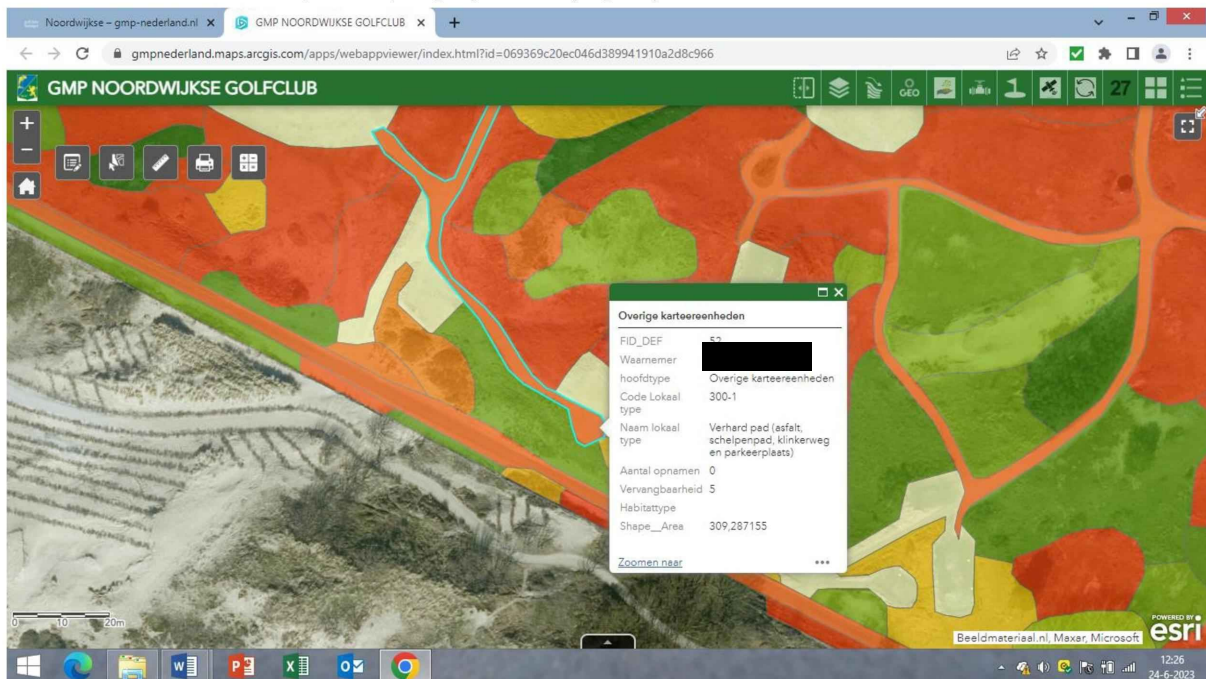 Noordwijkse – gmp-nederland.nl
GMP NOORDWIJKSE GOLFCLUB
gmpnederland.maps.arcgis.com/apps/webappviewer/index.html?id=069369c20ec046d389941910a2d8c966
GMP NOORDWIJKSE GOLFCLUB
GEO
27
Overige karteereenheden
FID_DEF 52
Waarnemer
hoofdtype Overige karteereenheden
Code Lokaal 300-1
type
Naam lokaal Verhard pad (asfalt,
type schelpenpad, klinkerweg
en parkeerplaats)
Aantal opnamen 0
Vervangbaarheid 5
Habitattype
Shape__Area 309,287155
Zoomen naar
0 10 20m
Beeldmateriaal.nl, Maxar, Microsoft
POWERED BY
esri
12:26
24-6-2023